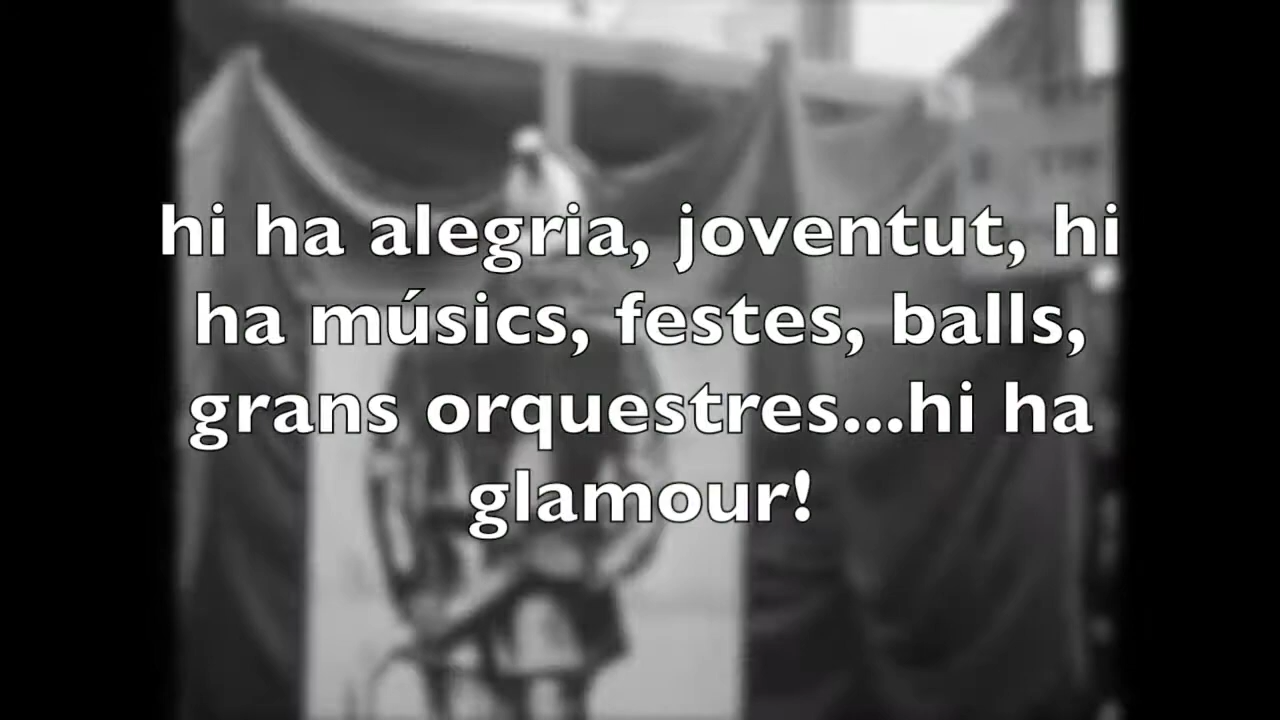 hi ha alegria, joventut, hi
ha músics, festes, balls,
grans orquestres...hi ha
glamour!